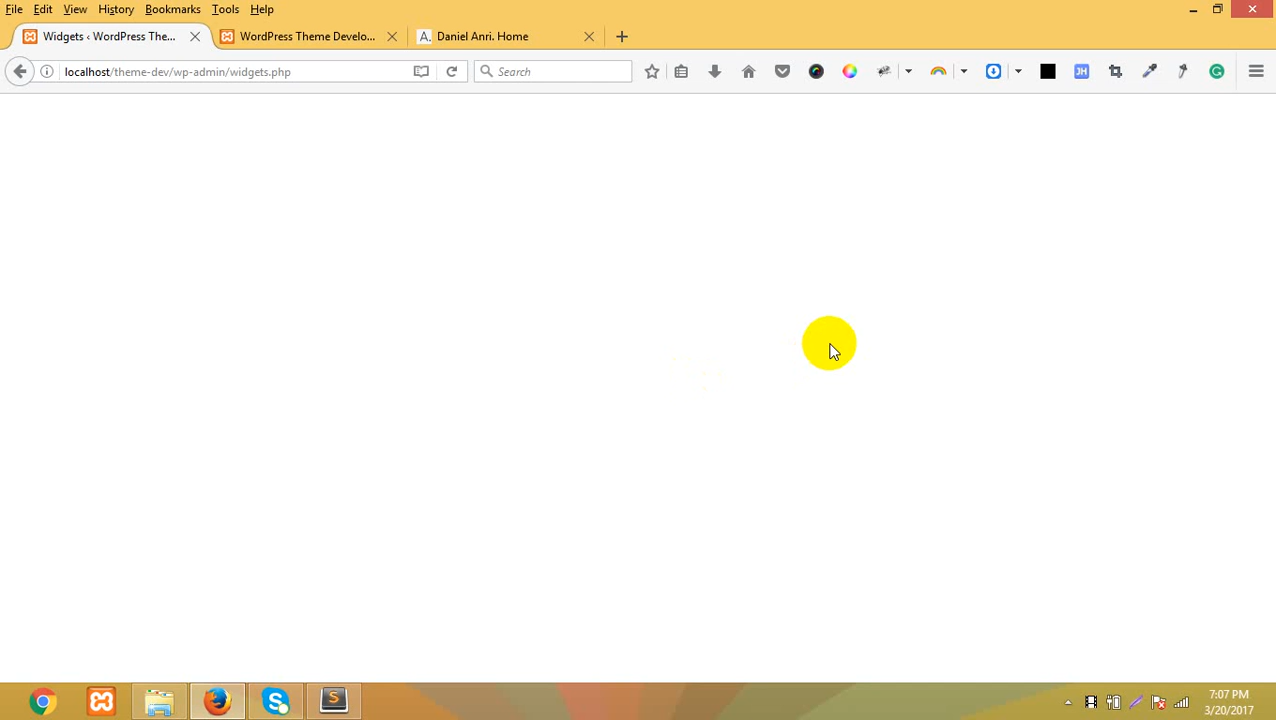 File Edit View History Bookmarks Tools Help
Widgets ‹ WordPress The... WordPress Theme Develo... A. Daniel Anri. Home
localhost/theme-dev/wp-admin/widgets.php Search JH
S S
7:07 PM
3/20/2017